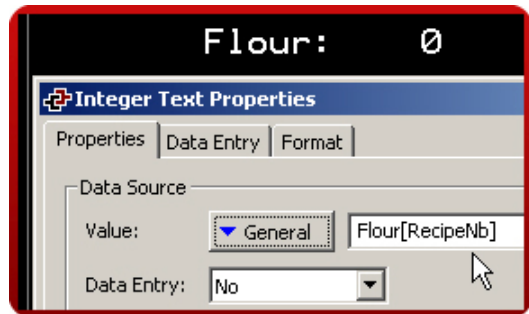 Flour: 0
Integer Text Properties
Properties Data Entry Format
Data Source
Value: General Flour[RecipeNb]
Data Entry: No